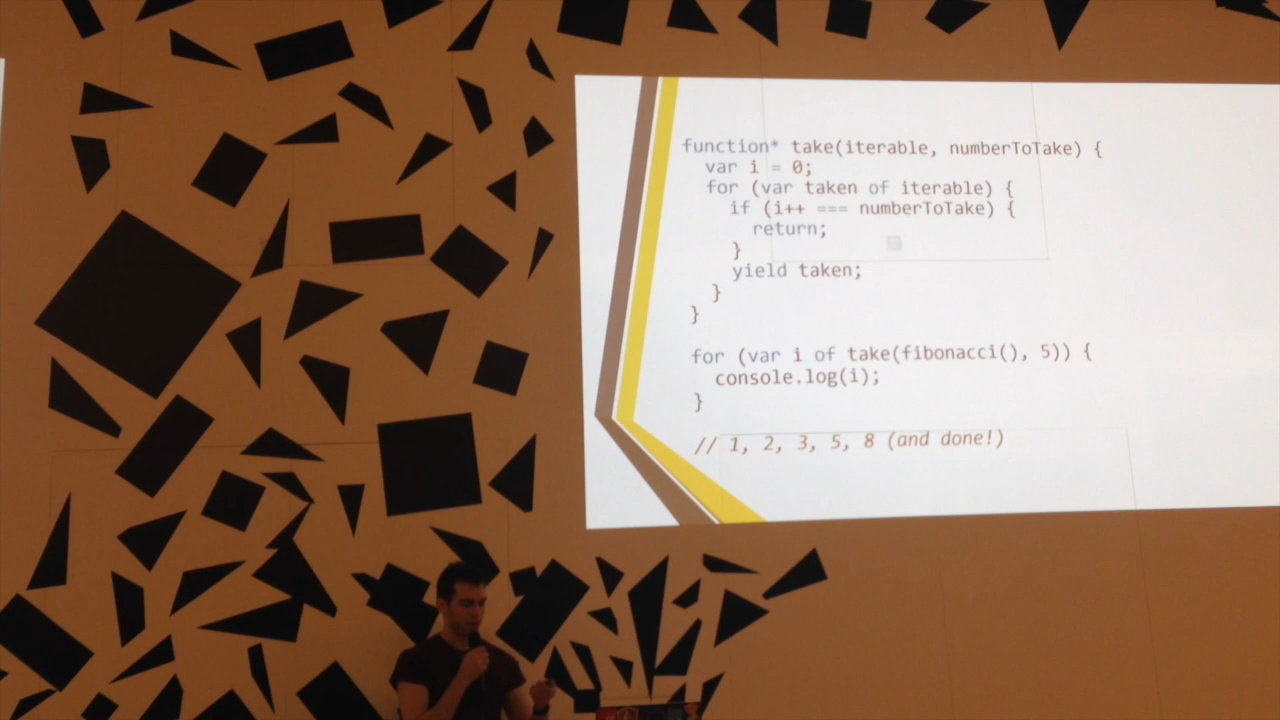 function* take(iterable, numberToTake) {
var i = 0;
for (var taken of iterable) {
if (i++ === numberToTake) {
return;
}
yield taken;
}
}
for (var i of take(fibonacci(), 5)) {
console.log(i);
}
// 1, 2, 3, 5, 8 (and done!)